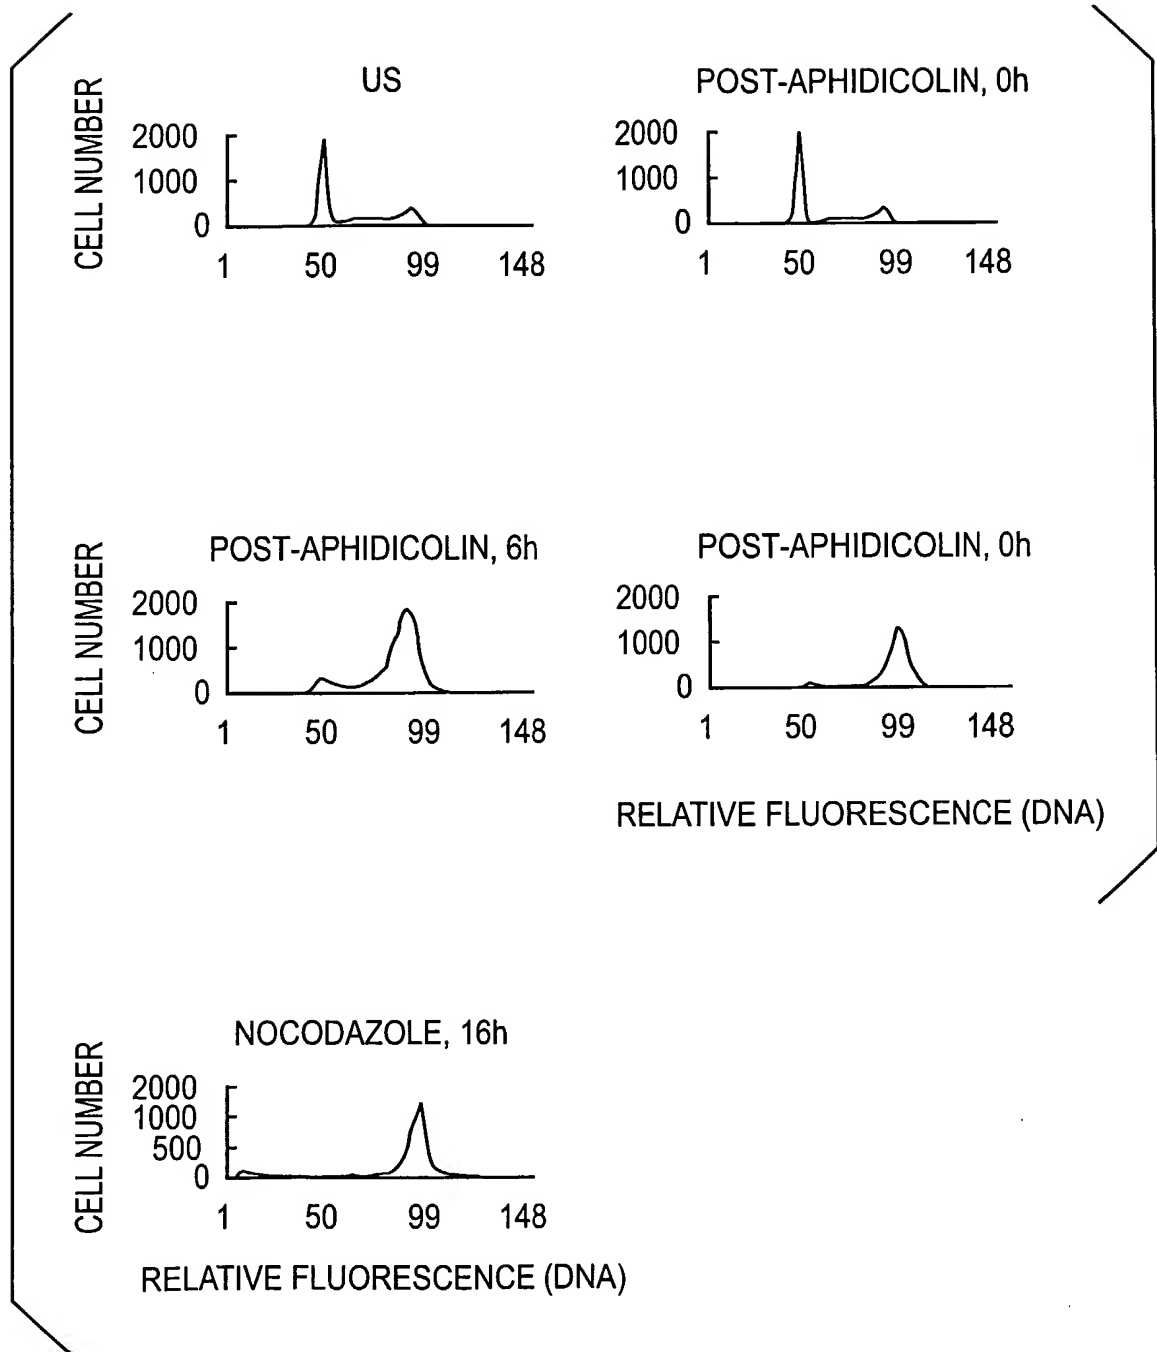 US
CELL NUMBER
2000
1000
0
1 50 99 148
POST-APHIDICOLIN, 0h
2000
1000
0
1 50 99 148
POST-APHIDICOLIN, 6h
CELL NUMBER
2000
1000
0
1 50 99 148
POST-APHIDICOLIN, 0h
2000
1000
0
1 50 99 148
RELATIVE FLUORESCENCE (DNA)
NOCODAZOLE, 16h
CELL NUMBER
2000
1000
500
0
1 50 99 148
RELATIVE FLUORESCENCE (DNA)